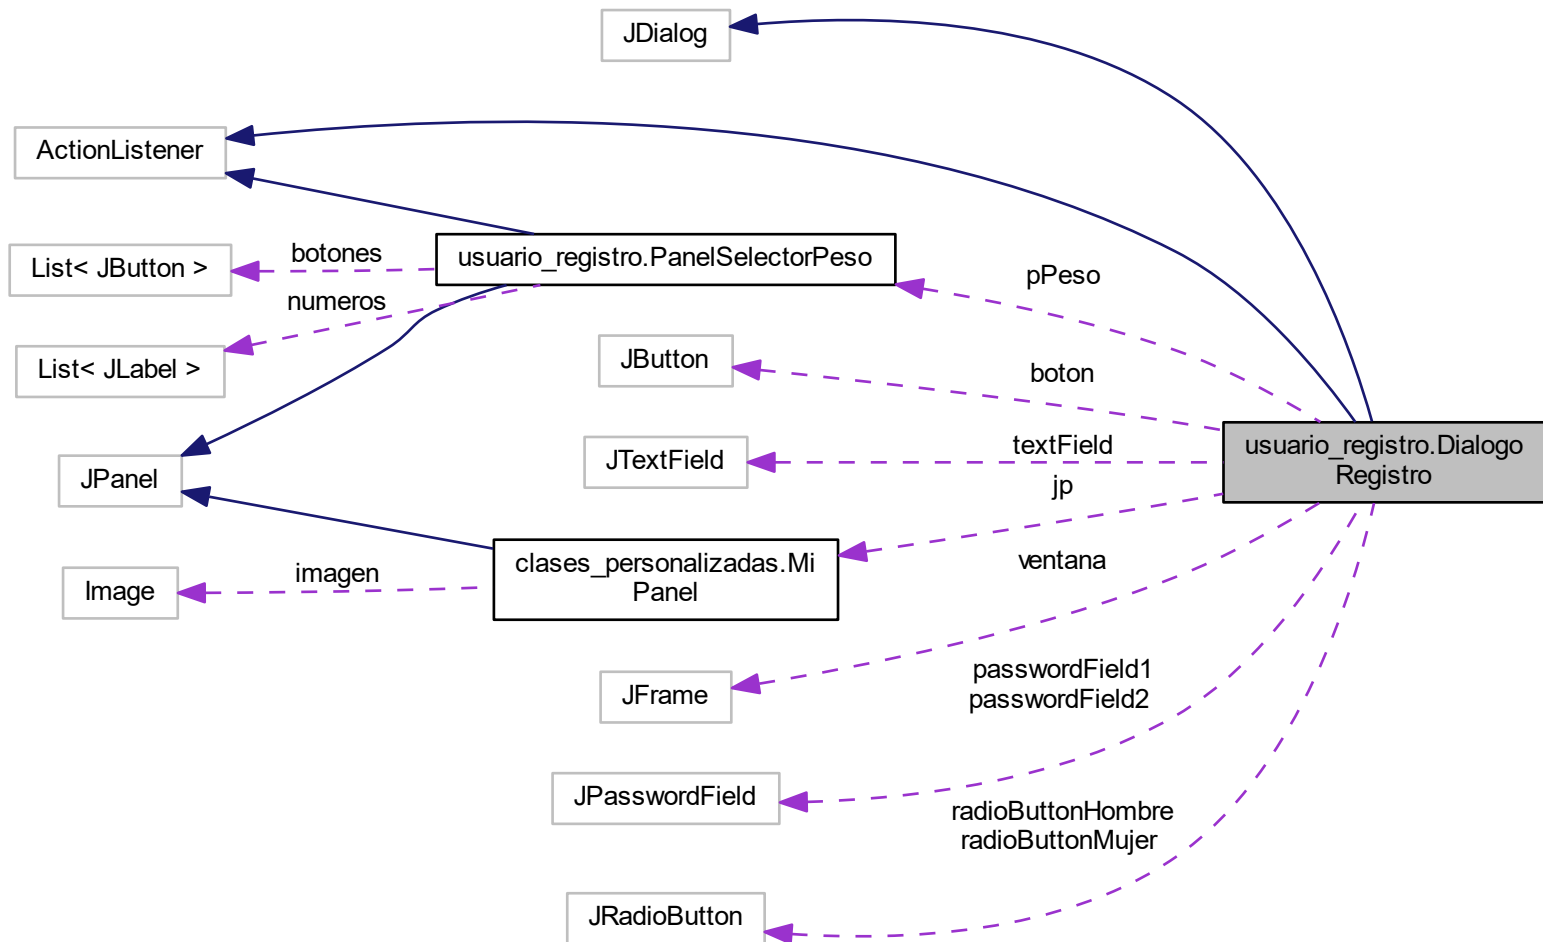 JDialog
ActionListener
usuario_registro.PanelSelectorPeso
List< JButton >
botones
pPeso
numeros
List< JLabel >
JButton
boton
usuario_registro.Dialogo
Registro
JTextField
textField
JPanel
jp
clases_personalizadas.Mi
Panel
ventana
Image
imagen
JFrame
passwordField1
passwordField2
JPasswordField
radioButtonHombre
radioButtonMujer
JRadioButton